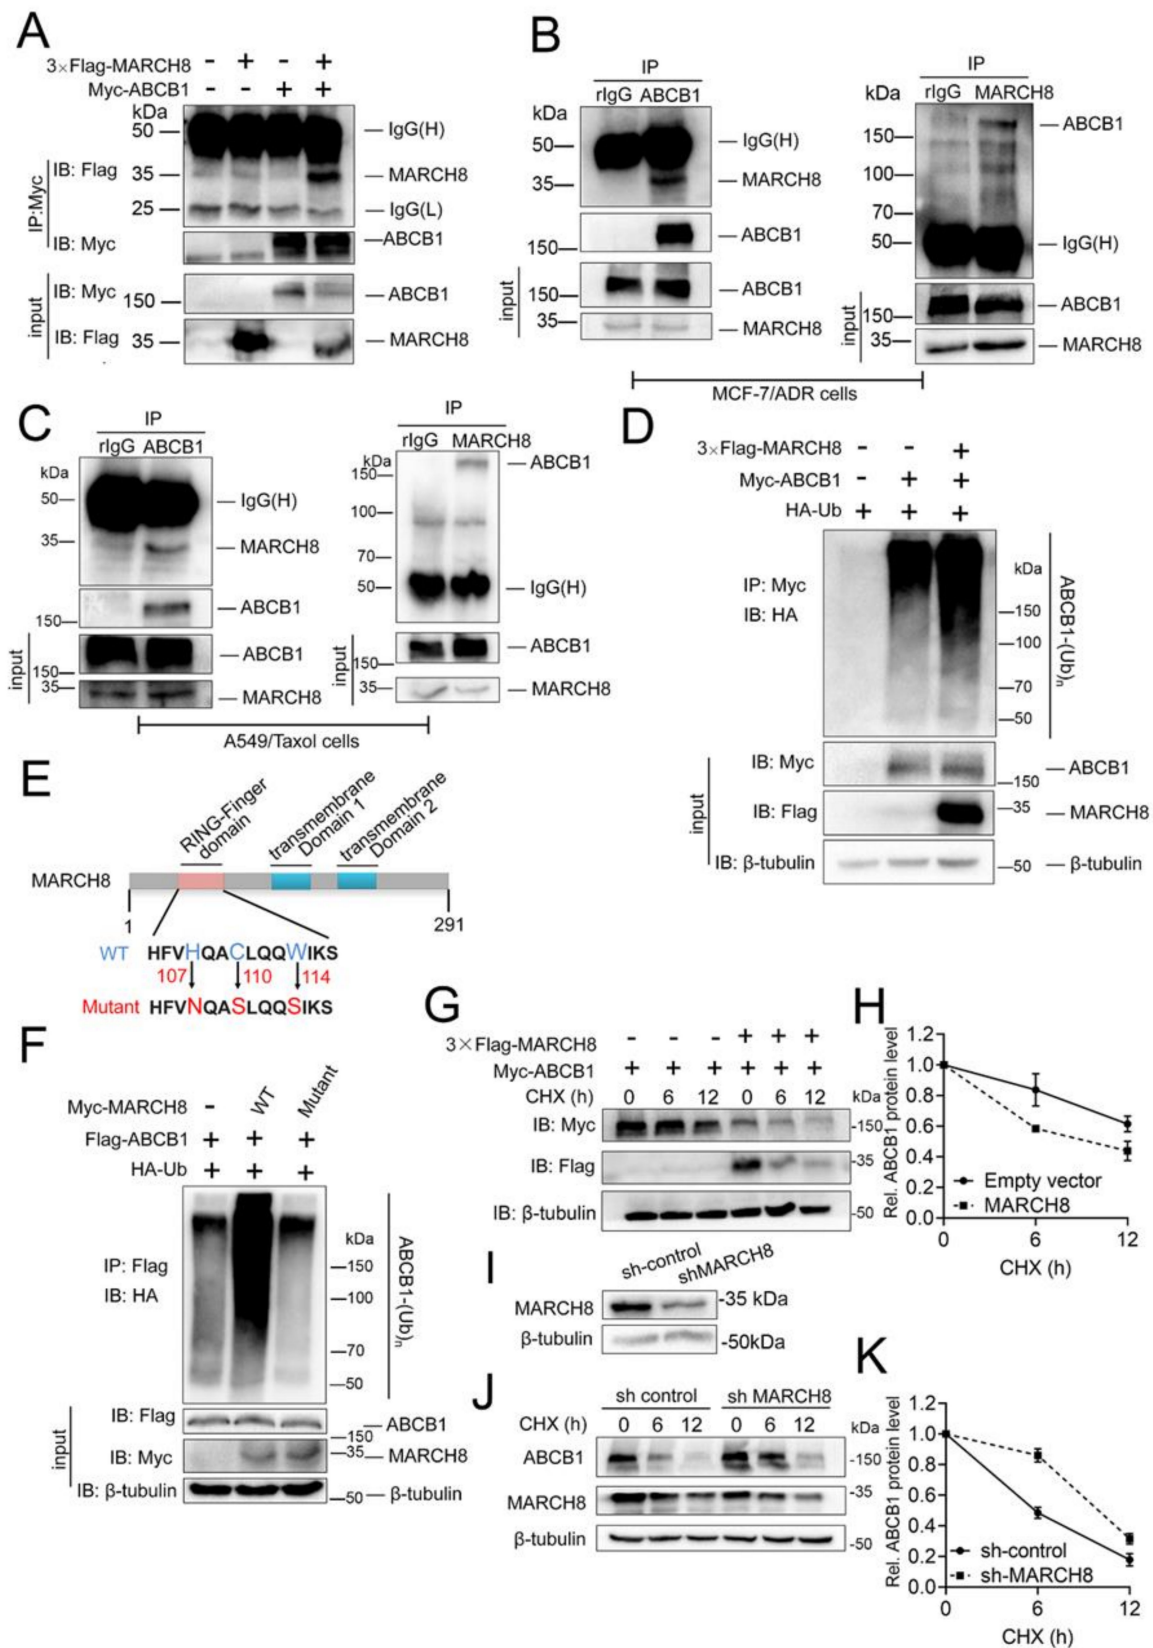 A
3×Flag-MARCH8 - + - +
Myc-ABCB1 - - + +
kDa
50 IgG(H)
IP:Myc
IB: Flag 35 MARCH8
25 IgG(L)
IB: Myc ABCB1
input
IB: Myc 150 ABCB1
IB: Flag 35 MARCH8
B
IP
rIgG ABCB1
kDa
50 IgG(H)
35 MARCH8
150 ABCB1
input
150 ABCB1
35 MARCH8
IP
kDa rIgG MARCH8
150 ABCB1
100
70
50 IgG(H)
input
150 ABCB1
35 MARCH8
MCF-7/ADR cells
C
IP
rIgG ABCB1
kDa
50 IgG(H)
35 MARCH8
150 ABCB1
input
150 ABCB1
35 MARCH8
IP
rIgG MARCH8
kDa
150 ABCB1
100
70
50 IgG(H)
input
150 ABCB1
35 MARCH8
A549/Taxol cells
D
3×Flag-MARCH8 - - +
Myc-ABCB1 - + +
HA-Ub + + +
kDa
IP: Myc
IB: HA
150
100
70
50
ABCB1-(Ub)n
input
IB: Myc 150 ABCB1
IB: Flag 35 MARCH8
IB: β-tubulin 50 β-tubulin
E
RING-Finger domain
transmembrane Domain 1
transmembrane Domain 2
MARCH8
1 291
WT HFVHQACLQQWIKS
107 110 114
Mutant HFVNQASLQQSIKS
F
Myc-MARCH8 - WT Mutant
Flag-ABCB1 + + +
HA-Ub + + +
kDa
IP: Flag
IB: HA
150
100
70
50
ABCB1-(Ub)n
input
IB: Flag ABCB1
150
IB: Myc 35 MARCH8
IB: β-tubulin 50 β-tubulin
G
3×Flag-MARCH8 - - - + + +
Myc-ABCB1 + + + + + +
CHX (h) 0 6 12 0 6 12 kDa
IB: Myc -150
IB: Flag -35
IB: β-tubulin -50
H
Rel. ABCB1 protein level
1.2
1.0
0.8
0.6
0.4
0.2
0.0
Empty vector
MARCH8
0 6 12
CHX (h)
I
sh-control
shMARCH8
MARCH8 -35 kDa
β-tubulin -50kDa
J
sh control sh MARCH8
CHX (h) 0 6 12 0 6 12 kDa
ABCB1 -150
MARCH8 -35
β-tubulin -50
K
Rel. ABCB1 protein level
1.2
1.0
0.8
0.6
0.4
0.2
0.0
sh-control
sh-MARCH8
0 6 12
CHX (h)